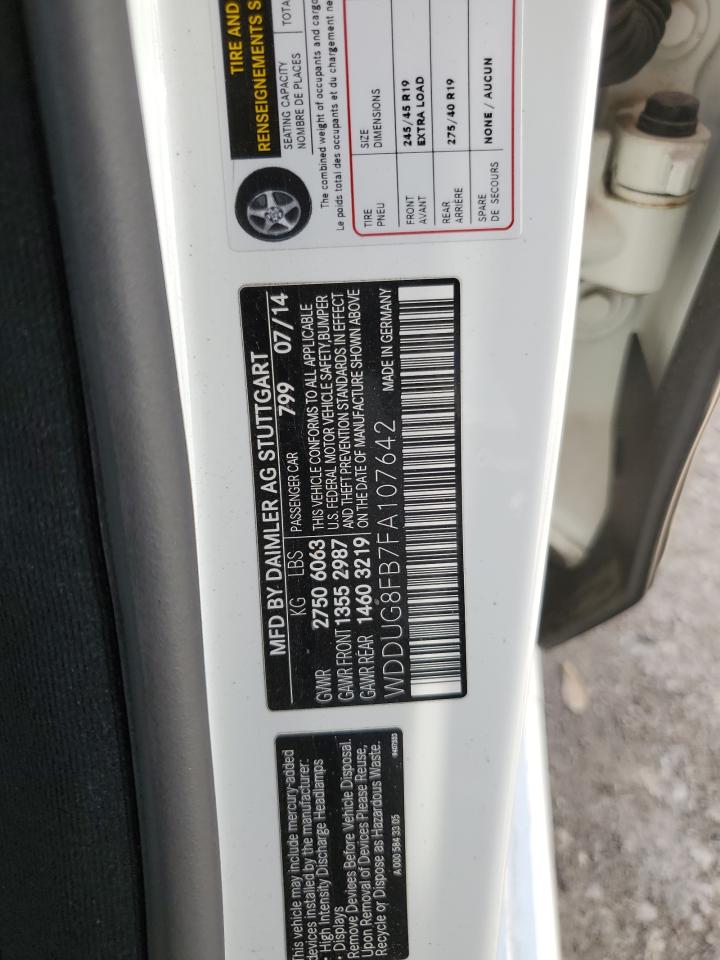 TIRE AND
RENSEIGNEMENTS S
SEATING CAPACITY
NOMBRE DE PLACES
TOTA
The combined weight of occupants and cargo
Le poids total des occupants et du chargement ne
TIRE
PNEU
SIZE
DIMENSIONS
FRONT
AVANT
245/45 R19
EXTRA LOAD
REAR
ARRIÈRE
275/40 R19
SPARE
DE SECOURS
NONE / AUCUN
MFD BY DAIMLER AG STUTTGART
KG LBS PASSENGER CAR 799 07/14
GVWR 2750 6063
GAWR FRONT 1355 2987
GAWR REAR 1460 3219
THIS VEHICLE CONFORMS TO ALL APPLICABLE
U.S. FEDERAL MOTOR VEHICLE SAFETY,BUMPER
AND THEFT PREVENTION STANDARDS IN EFFECT
ON THE DATE OF MANUFACTURE SHOWN ABOVE
WDDUG8FB7FA107642 MADE IN GERMANY
This vehicle may include mercury-added
devices installed by the manufacturer:
• High Intensity Discharge Headlamps
• Displays
Remove Devices Before Vehicle Disposal.
Upon Removal of Devices Please Reuse,
Recycle or Dispose as Hazardous Waste.
A 000 584 33 05